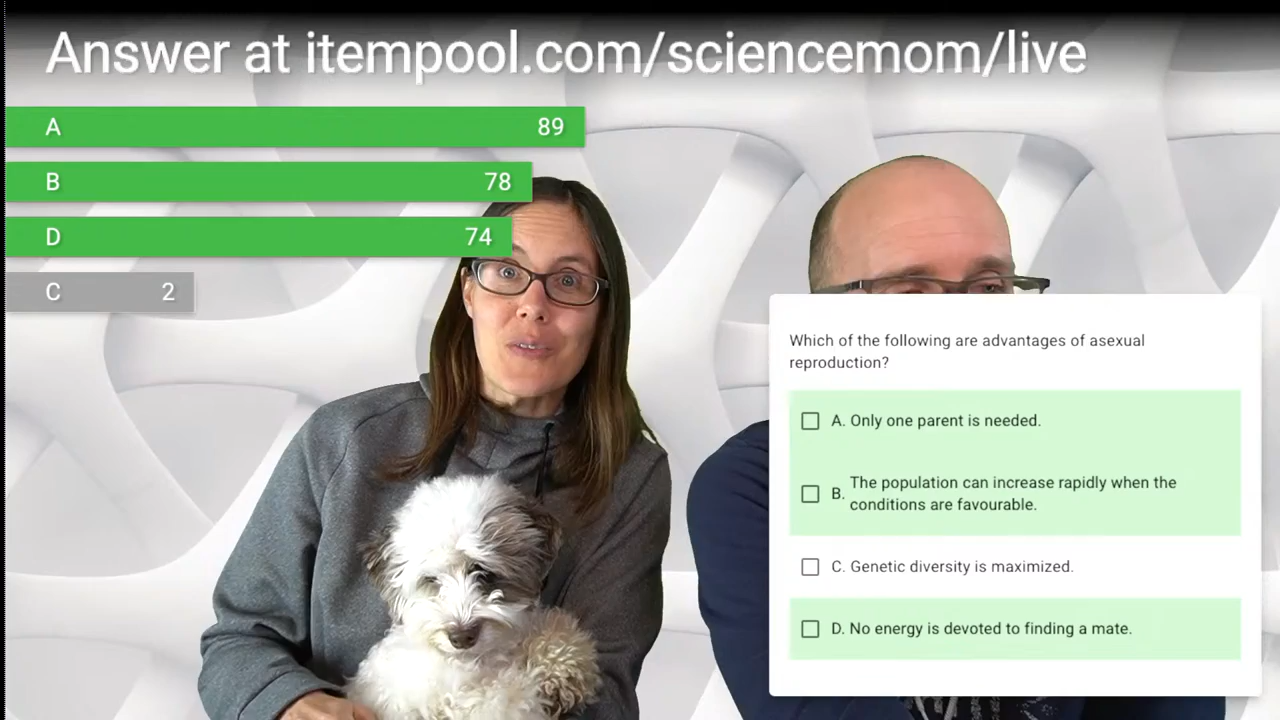 Answer at itempool.com/sciencemom/live
A 89
B 78
D 74
C 2
Which of the following are advantages of asexual
reproduction?
A. Only one parent is needed.
B. The population can increase rapidly when the
conditions are favourable.
C. Genetic diversity is maximized.
D. No energy is devoted to finding a mate.